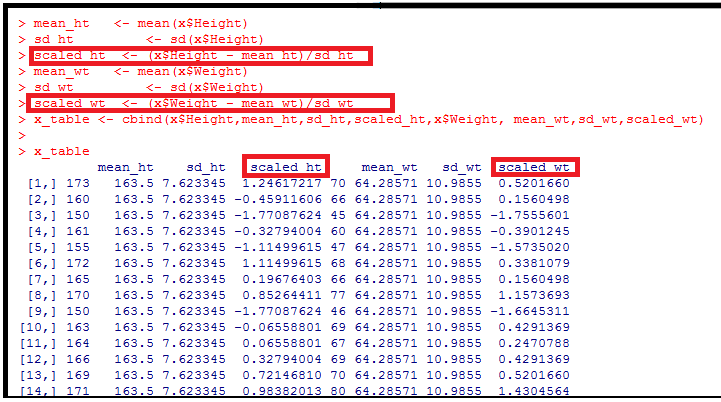 > mean_ht <- mean(x$Height)
> sd_ht <- sd(x$Height)
> scaled_ht <- (x$Height - mean_ht)/sd_ht
> mean_wt <- mean(x$Weight)
> sd_wt <- sd(x$Weight)
> scaled_wt <- (x$Weight - mean_wt)/sd_wt
> x_table <- cbind(x$Height,mean_ht,sd_ht,scaled_ht,x$Weight, mean_wt,sd_wt,scaled_wt)
>
> x_table
mean_ht sd_ht scaled_ht mean_wt sd_wt scaled_wt
[1,] 173 163.5 7.623345 1.24617217 70 64.28571 10.9855 0.5201660
[2,] 160 163.5 7.623345 -0.45911606 66 64.28571 10.9855 0.1560498
[3,] 150 163.5 7.623345 -1.77087624 45 64.28571 10.9855 -1.7555601
[4,] 161 163.5 7.623345 -0.32794004 60 64.28571 10.9855 -0.3901245
[5,] 155 163.5 7.623345 -1.11499615 47 64.28571 10.9855 -1.5735020
[6,] 172 163.5 7.623345 1.11499615 68 64.28571 10.9855 0.3381079
[7,] 165 163.5 7.623345 0.19676403 66 64.28571 10.9855 0.1560498
[8,] 170 163.5 7.623345 0.85264411 77 64.28571 10.9855 1.1573693
[9,] 150 163.5 7.623345 -1.77087624 46 64.28571 10.9855 -1.6645311
[10,] 163 163.5 7.623345 -0.06558801 69 64.28571 10.9855 0.4291369
[11,] 164 163.5 7.623345 0.06558801 67 64.28571 10.9855 0.2470788
[12,] 166 163.5 7.623345 0.32794004 69 64.28571 10.9855 0.4291369
[13,] 169 163.5 7.623345 0.72146810 70 64.28571 10.9855 0.5201660
[14,] 171 163.5 7.623345 0.98382013 80 64.28571 10.9855 1.4304564